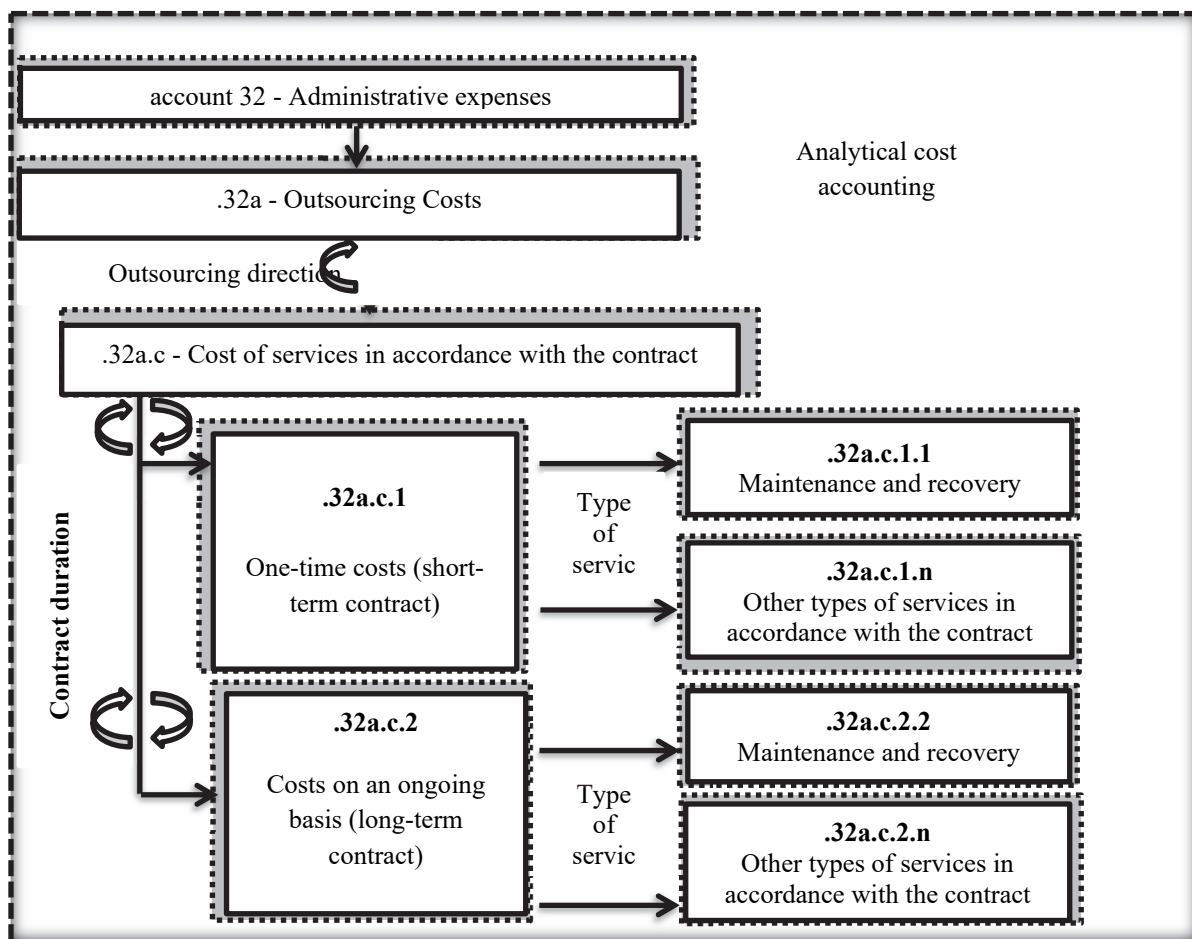 account 32 - Administrative expenses
Analytical cost
accounting
.32a - Outsourcing Costs
Outsourcing direction
.32a.c - Cost of services in accordance with the contract
Contract duration
.32a.c.1
One-time costs (short-
term contract)
Type
of
servic
.32a.c.1.1
Maintenance and recovery
.32a.c.1.n
Other types of services in
accordance with the contract
.32a.c.2
Costs on an ongoing
basis (long-term
contract)
Type
of
servic
.32a.c.2.2
Maintenance and recovery
.32a.c.2.n
Other types of services in
accordance with the contract